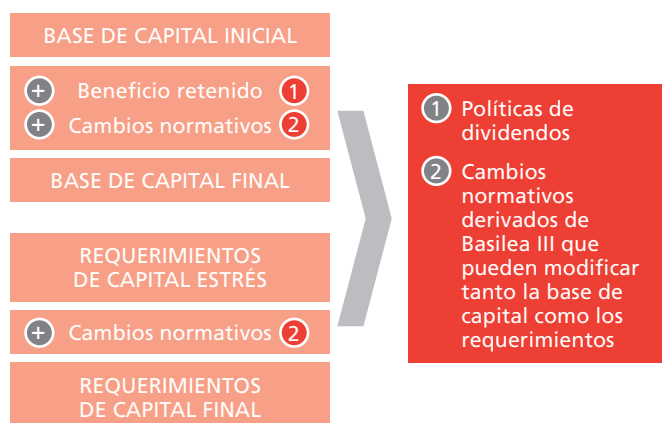 BASE DE CAPITAL INICIAL
+ Beneficio retenido 1
+ Cambios normativos 2
BASE DE CAPITAL FINAL
REQUERIMIENTOS
DE CAPITAL ESTRÉS
+ Cambios normativos 2
REQUERIMIENTOS
DE CAPITAL FINAL
1 Políticas de
dividendos
2 Cambios
normativos
derivados de
Basilea III que
pueden modificar
tanto la base de
capital como los
requerimientos